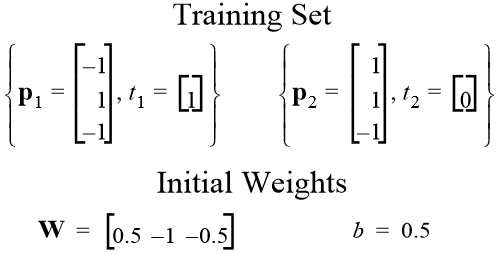 Training Set
{p₁ = [−1 1 −1], t₁ = [1]} {p₂ = [1 1 −1], t₂ = [0]}
Initial Weights
W = [0.5 −1 −0.5] b = 0.5